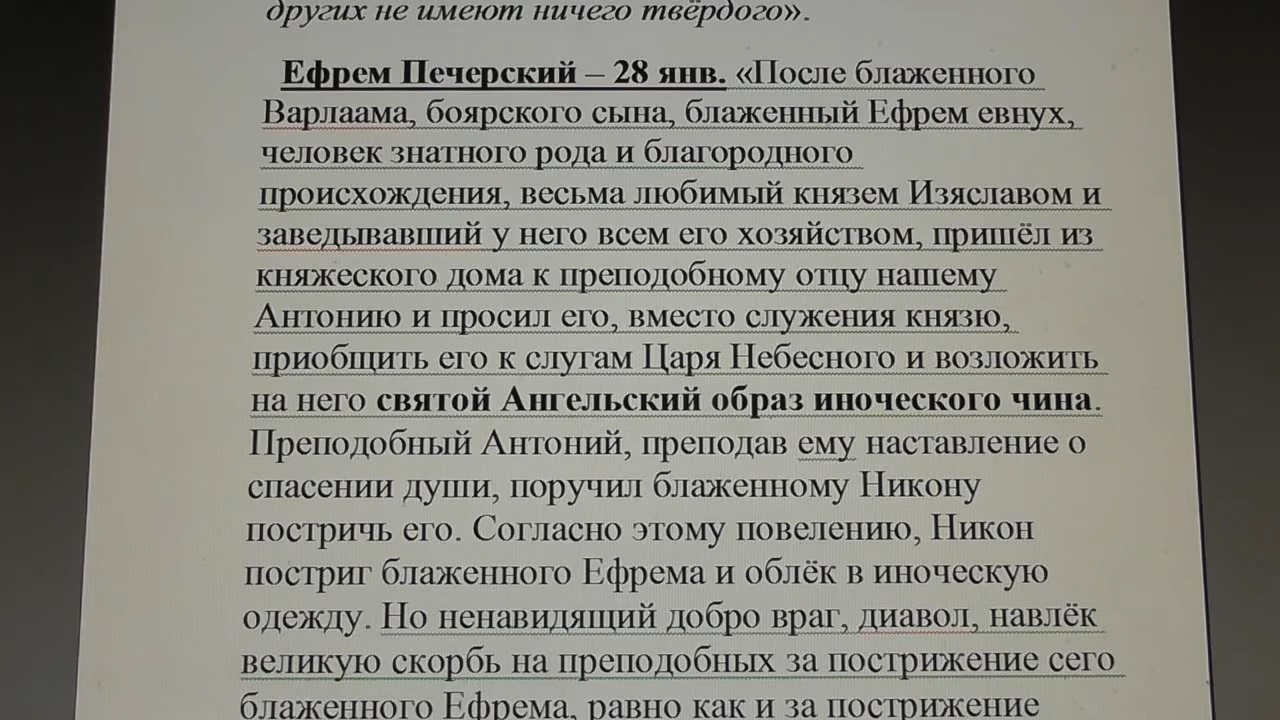 других не имеют ничего твёрдого».
Ефрем Печерский – 28 янв. «После блаженного
Варлаама, боярского сына, блаженный Ефрем евнух,
человек знатного рода и благородного
происхождения, весьма любимый князем Изяславом и
заведывавший у него всем его хозяйством, пришёл из
княжеского дома к преподобному отцу нашему
Антонию и просил его, вместо служения князю,
приобщить его к слугам Царя Небесного и возложить
на него святой Ангельский образ иноческого чина.
Преподобный Антоний, преподав ему наставление о
спасении души, поручил блаженному Никону
постричь его. Согласно этому повелению, Никон
постриг блаженного Ефрема и облёк в иноческую
одежду. Но ненавидящий добро враг, диавол, навлёк
великую скорбь на преподобных за пострижение сего
блаженного Ефрема, равно как и за пострижение